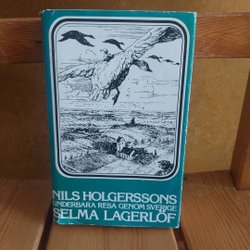 NILS HOLGERSSONS
UNDERBARA RESA GENOM SVERIGE
SELMA LAGERLÖF